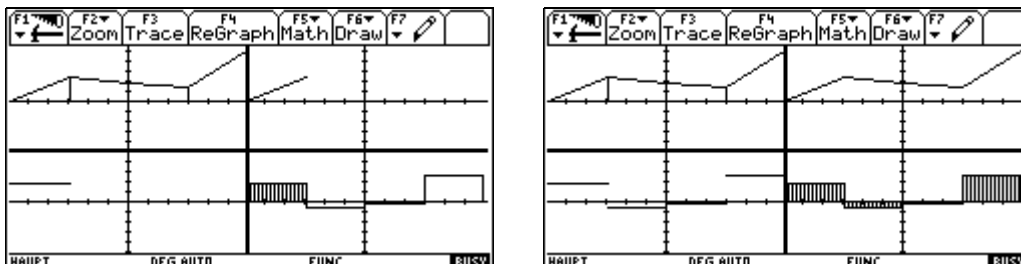 F1 F2 F3 F4 F5 F6 F7
Zoom Trace ReGraph Math Draw
HAUPT DEG AUTO FUNC BUSY
F1 F2 F3 F4 F5 F6 F7
Zoom Trace ReGraph Math Draw
HAUPT DEG AUTO FUNC BUSY